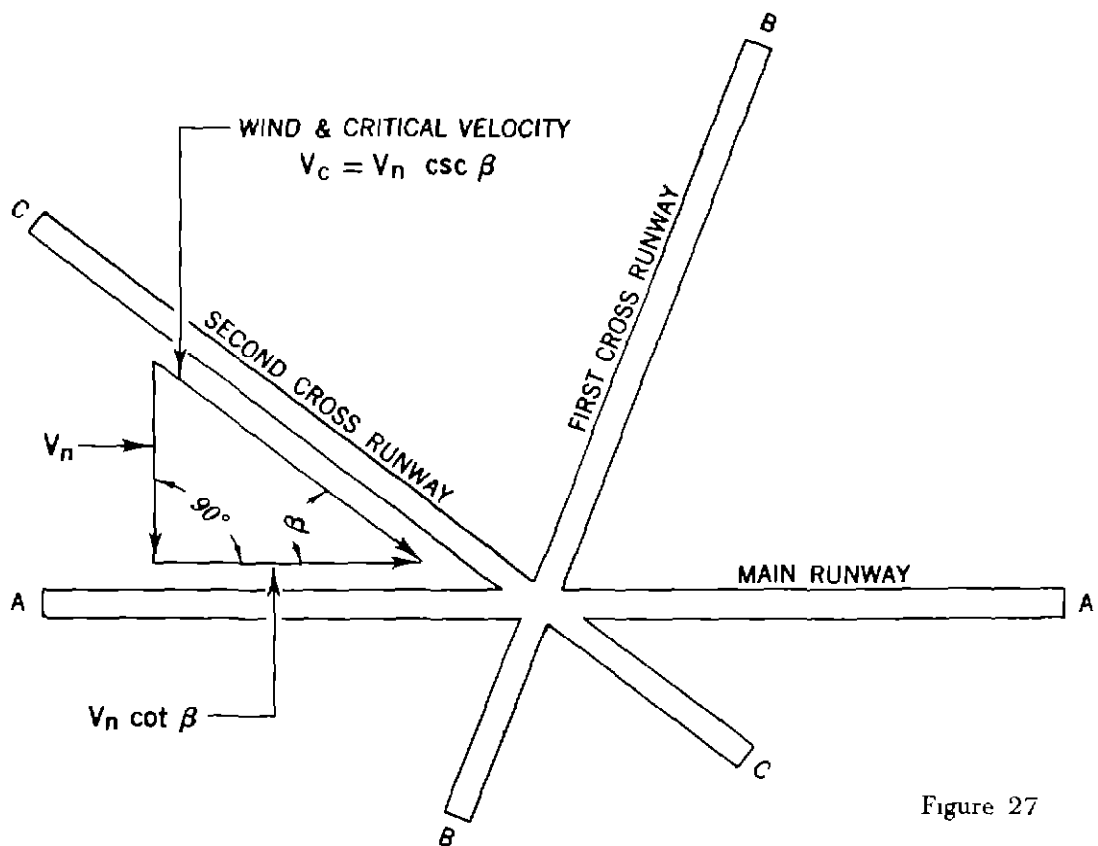 B
WIND & CRITICAL VELOCITY
Vc = Vn csc β
C
SECOND CROSS RUNWAY
FIRST CROSS RUNWAY
Vn
90°
β
MAIN RUNWAY
A
A
Vn cot β
C
B
Figure 27